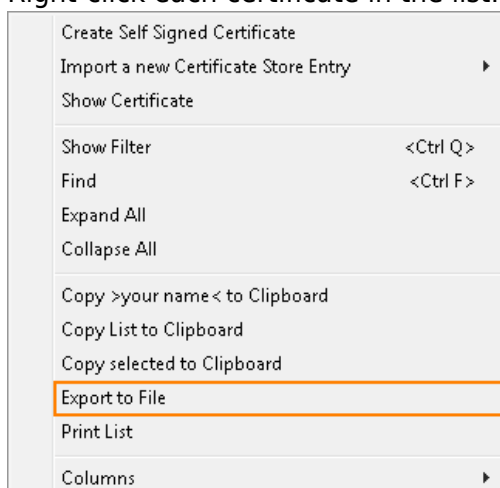 Right-click each certificate in the list.
Create Self Signed Certificate
Import a new Certificate Store Entry
Show Certificate
Show Filter <Ctrl Q>
Find <Ctrl F>
Expand All
Collapse All
Copy >your name< to Clipboard
Copy List to Clipboard
Copy selected to Clipboard
Export to File
Print List
Columns